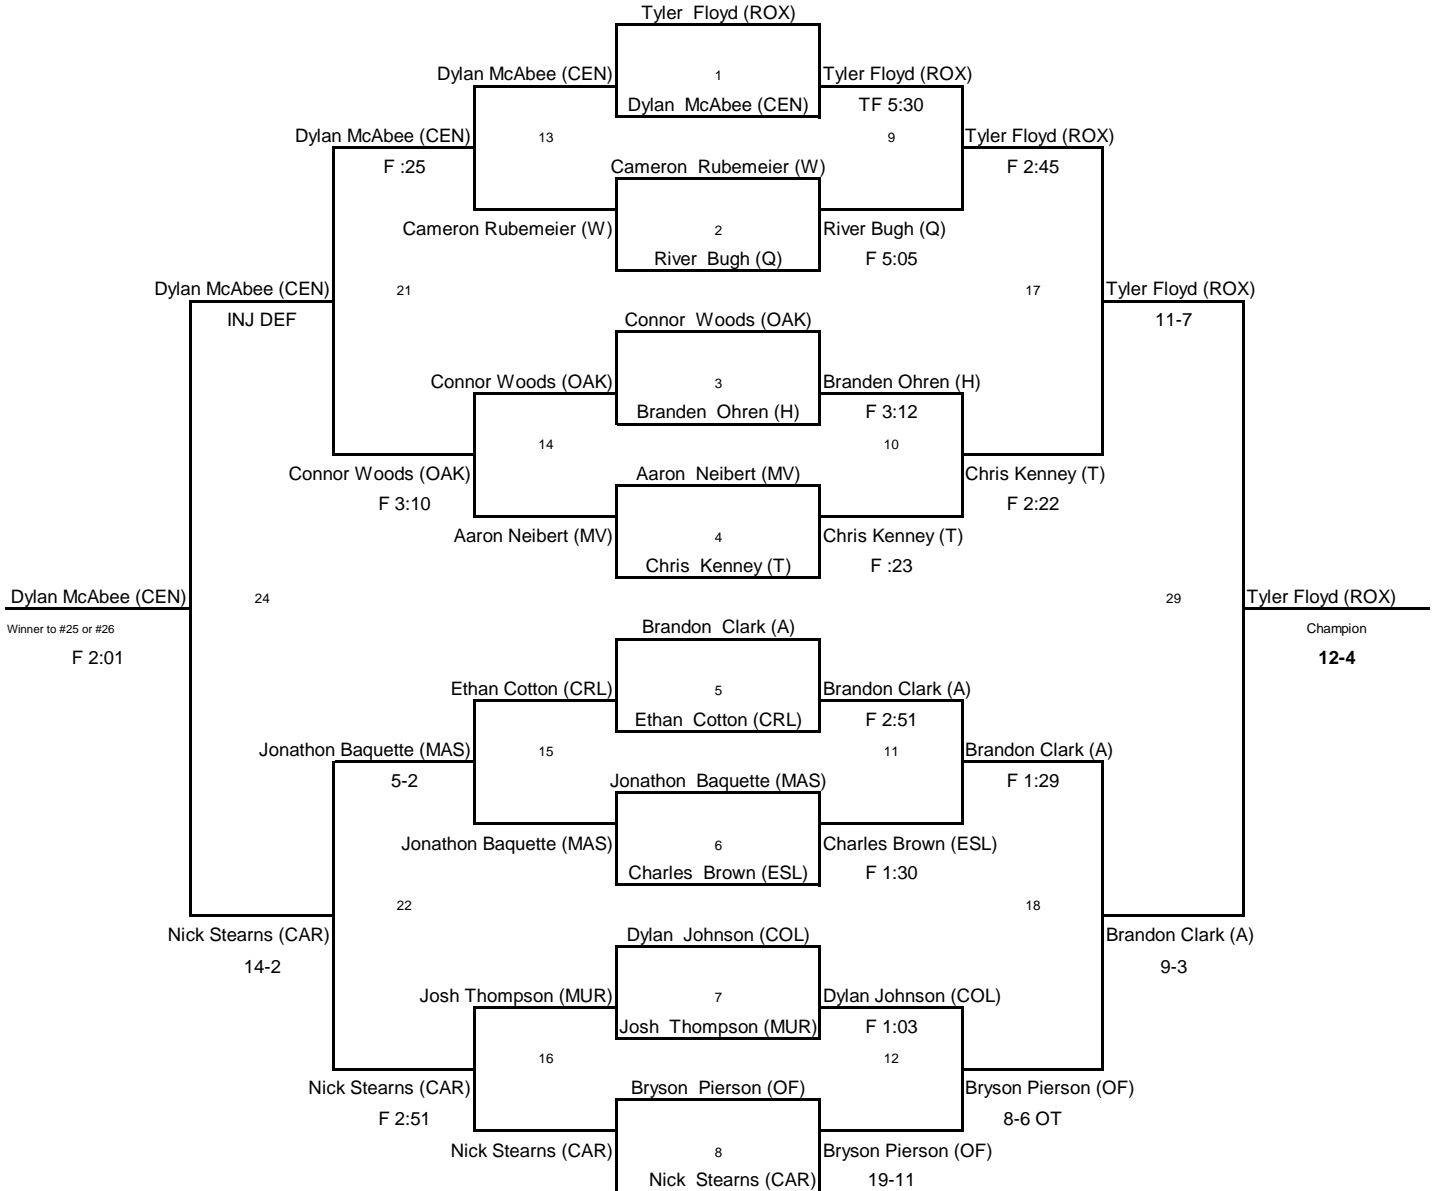 Tyler Floyd (ROX)
Dylan McAbee (CEN) 1 Tyler Floyd (ROX)
Dylan McAbee (CEN) TF 5:30
Dylan McAbee (CEN) 13 9 Tyler Floyd (ROX)
F :25 Cameron Rubemeier (W) F 2:45
Cameron Rubemeier (W) 2 River Bugh (Q)
River Bugh (Q) F 5:05
Dylan McAbee (CEN) 21 17 Tyler Floyd (ROX)
INJ DEF Connor Woods (OAK) 11-7
Connor Woods (OAK) 3 Branden Ohren (H)
Branden Ohren (H) F 3:12
14 10
Connor Woods (OAK) Aaron Neibert (MV) Chris Kenney (T)
F 3:10 F 2:22
Aaron Neibert (MV) 4 Chris Kenney (T)
Chris Kenney (T) F :23
Dylan McAbee (CEN) 24 29 Tyler Floyd (ROX)
Winner to #25 or #26 Brandon Clark (A) Champion
F 2:01 12-4
Ethan Cotton (CRL) 5 Brandon Clark (A)
Ethan Cotton (CRL) F 2:51
Jonathon Baquette (MAS) 15 11 Brandon Clark (A)
5-2 Jonathon Baquette (MAS) F 1:29
Jonathon Baquette (MAS) 6 Charles Brown (ESL)
Charles Brown (ESL) F 1:30
22 18
Nick Stearns (CAR) Dylan Johnson (COL) Brandon Clark (A)
14-2 9-3
Josh Thompson (MUR) 7 Dylan Johnson (COL)
Josh Thompson (MUR) F 1:03
16 12
Nick Stearns (CAR) Bryson Pierson (OF) Bryson Pierson (OF)
F 2:51 8-6 OT
Nick Stearns (CAR) 8 Bryson Pierson (OF)
Nick Stearns (CAR) 19-11